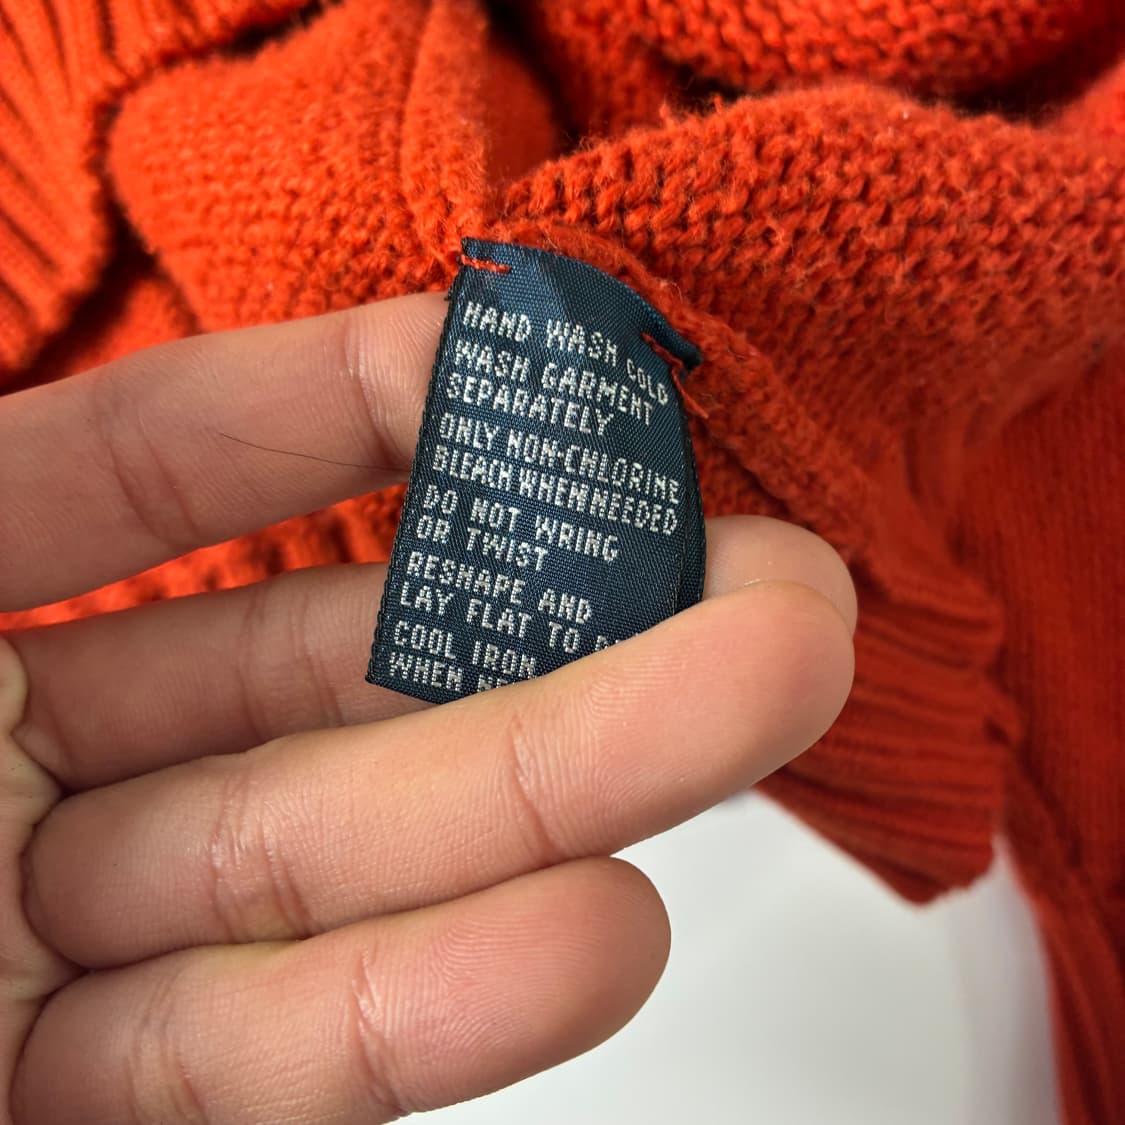 HAND WASH COLD
WASH GARMENT
SEPARATELY
ONLY NON-CHLORINE
BLEACH WHEN NEEDED
DO NOT WRING
OR TWIST
RESHAPE AND
LAY FLAT TO
COOL IRON
WHEN